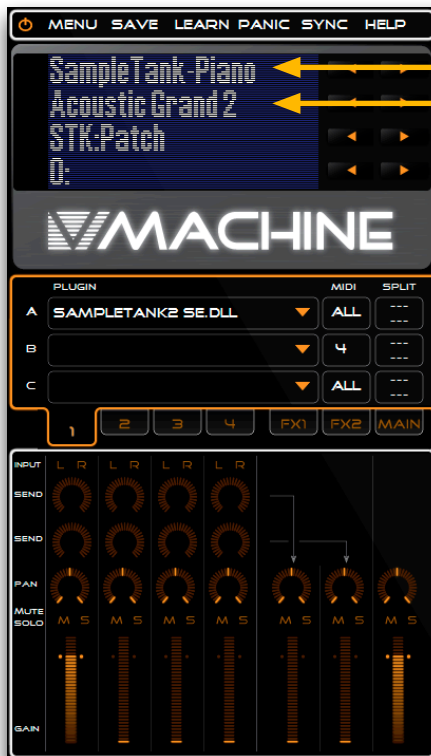 MENU SAVE LEARN PANIC SYNC HELP
SampleTank-Piano
Acoustic Grand 2
STK:Patch
0:
VMACHINE
PLUGIN MIDI SPLIT
A SAMPLETANK2 SE.DLL ALL --- ---
B 4 --- ---
C ALL --- ---
1 2 3 4 FX1 FX2 MAIN
INPUT L R L R L R L R
SEND
SEND
PAN
MUTE M S M S M S M S M S M S M S
SOLO
GAIN